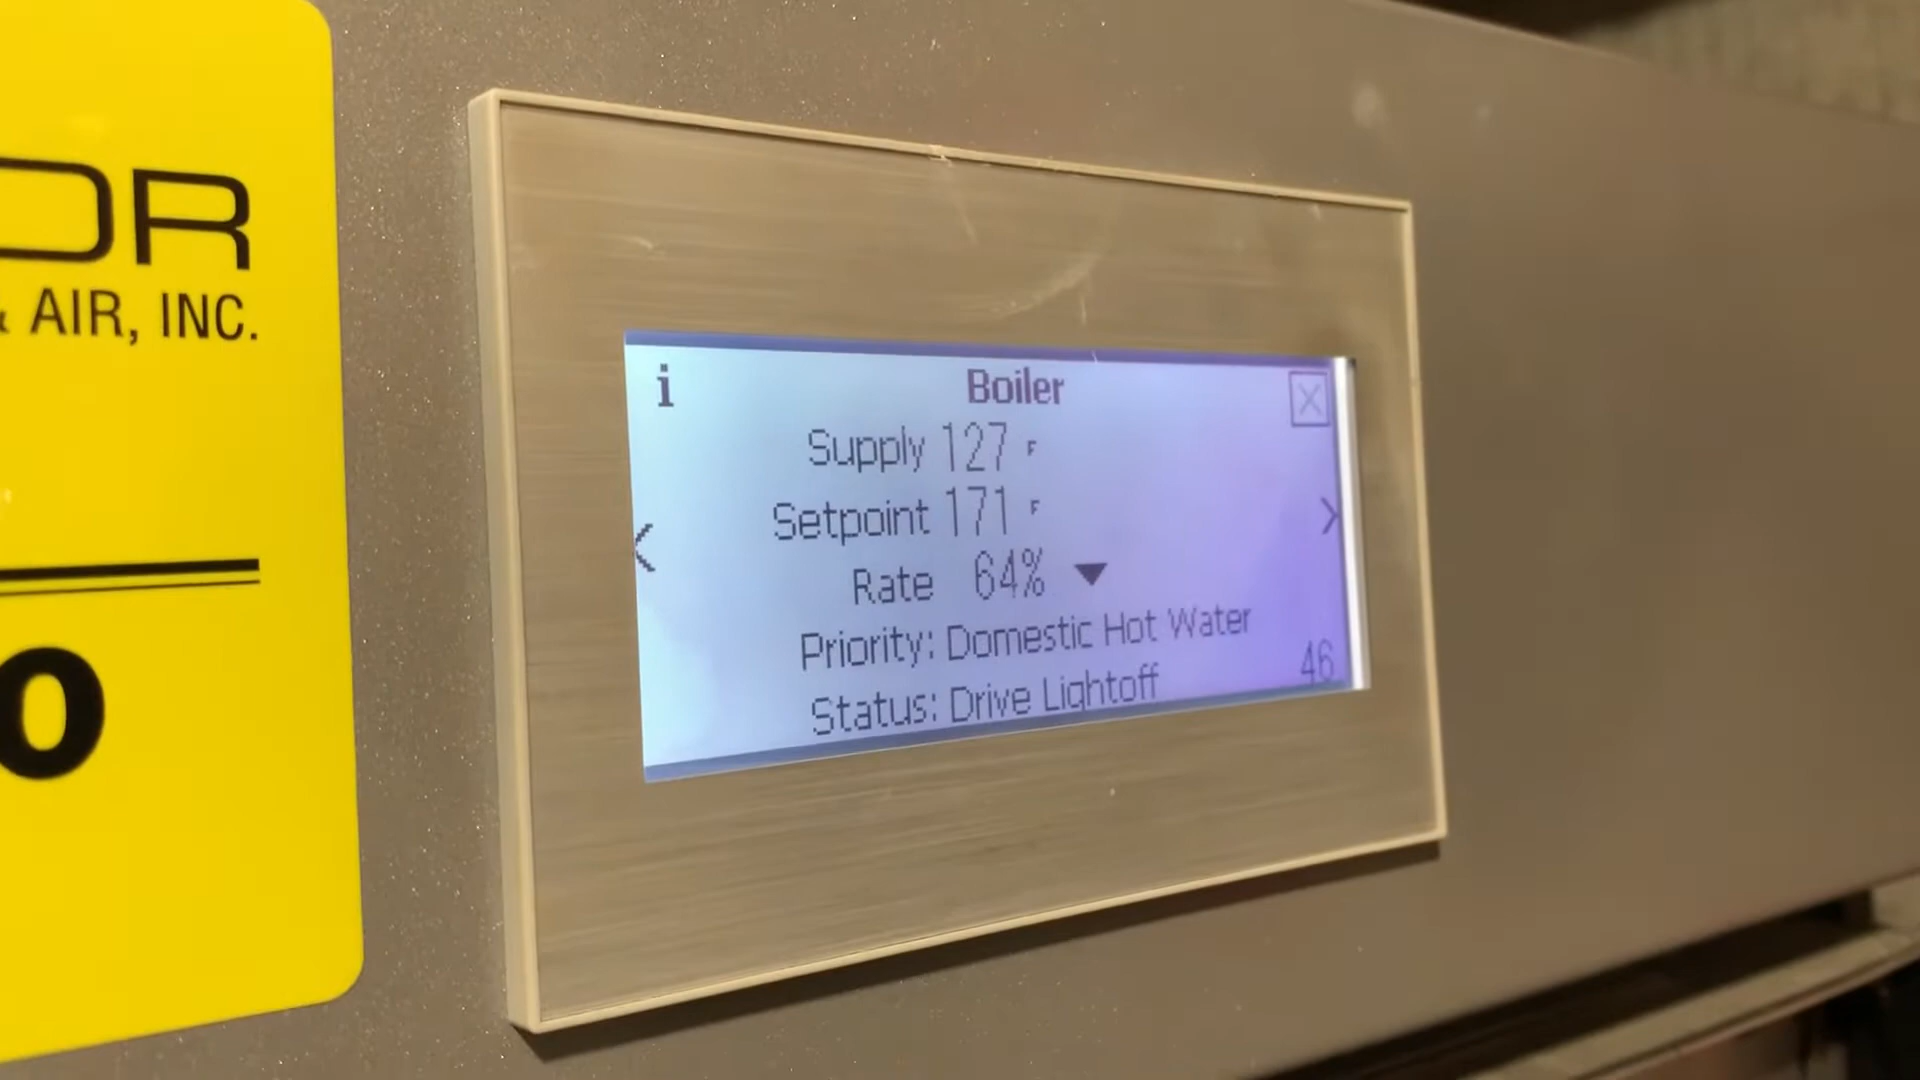 OR
& AIR, INC.
0
i Boiler X
Supply 127 F
Setpoint 171 F
Rate 64% ▼
Priority: Domestic Hot Water
Status: Drive Lightoff 46